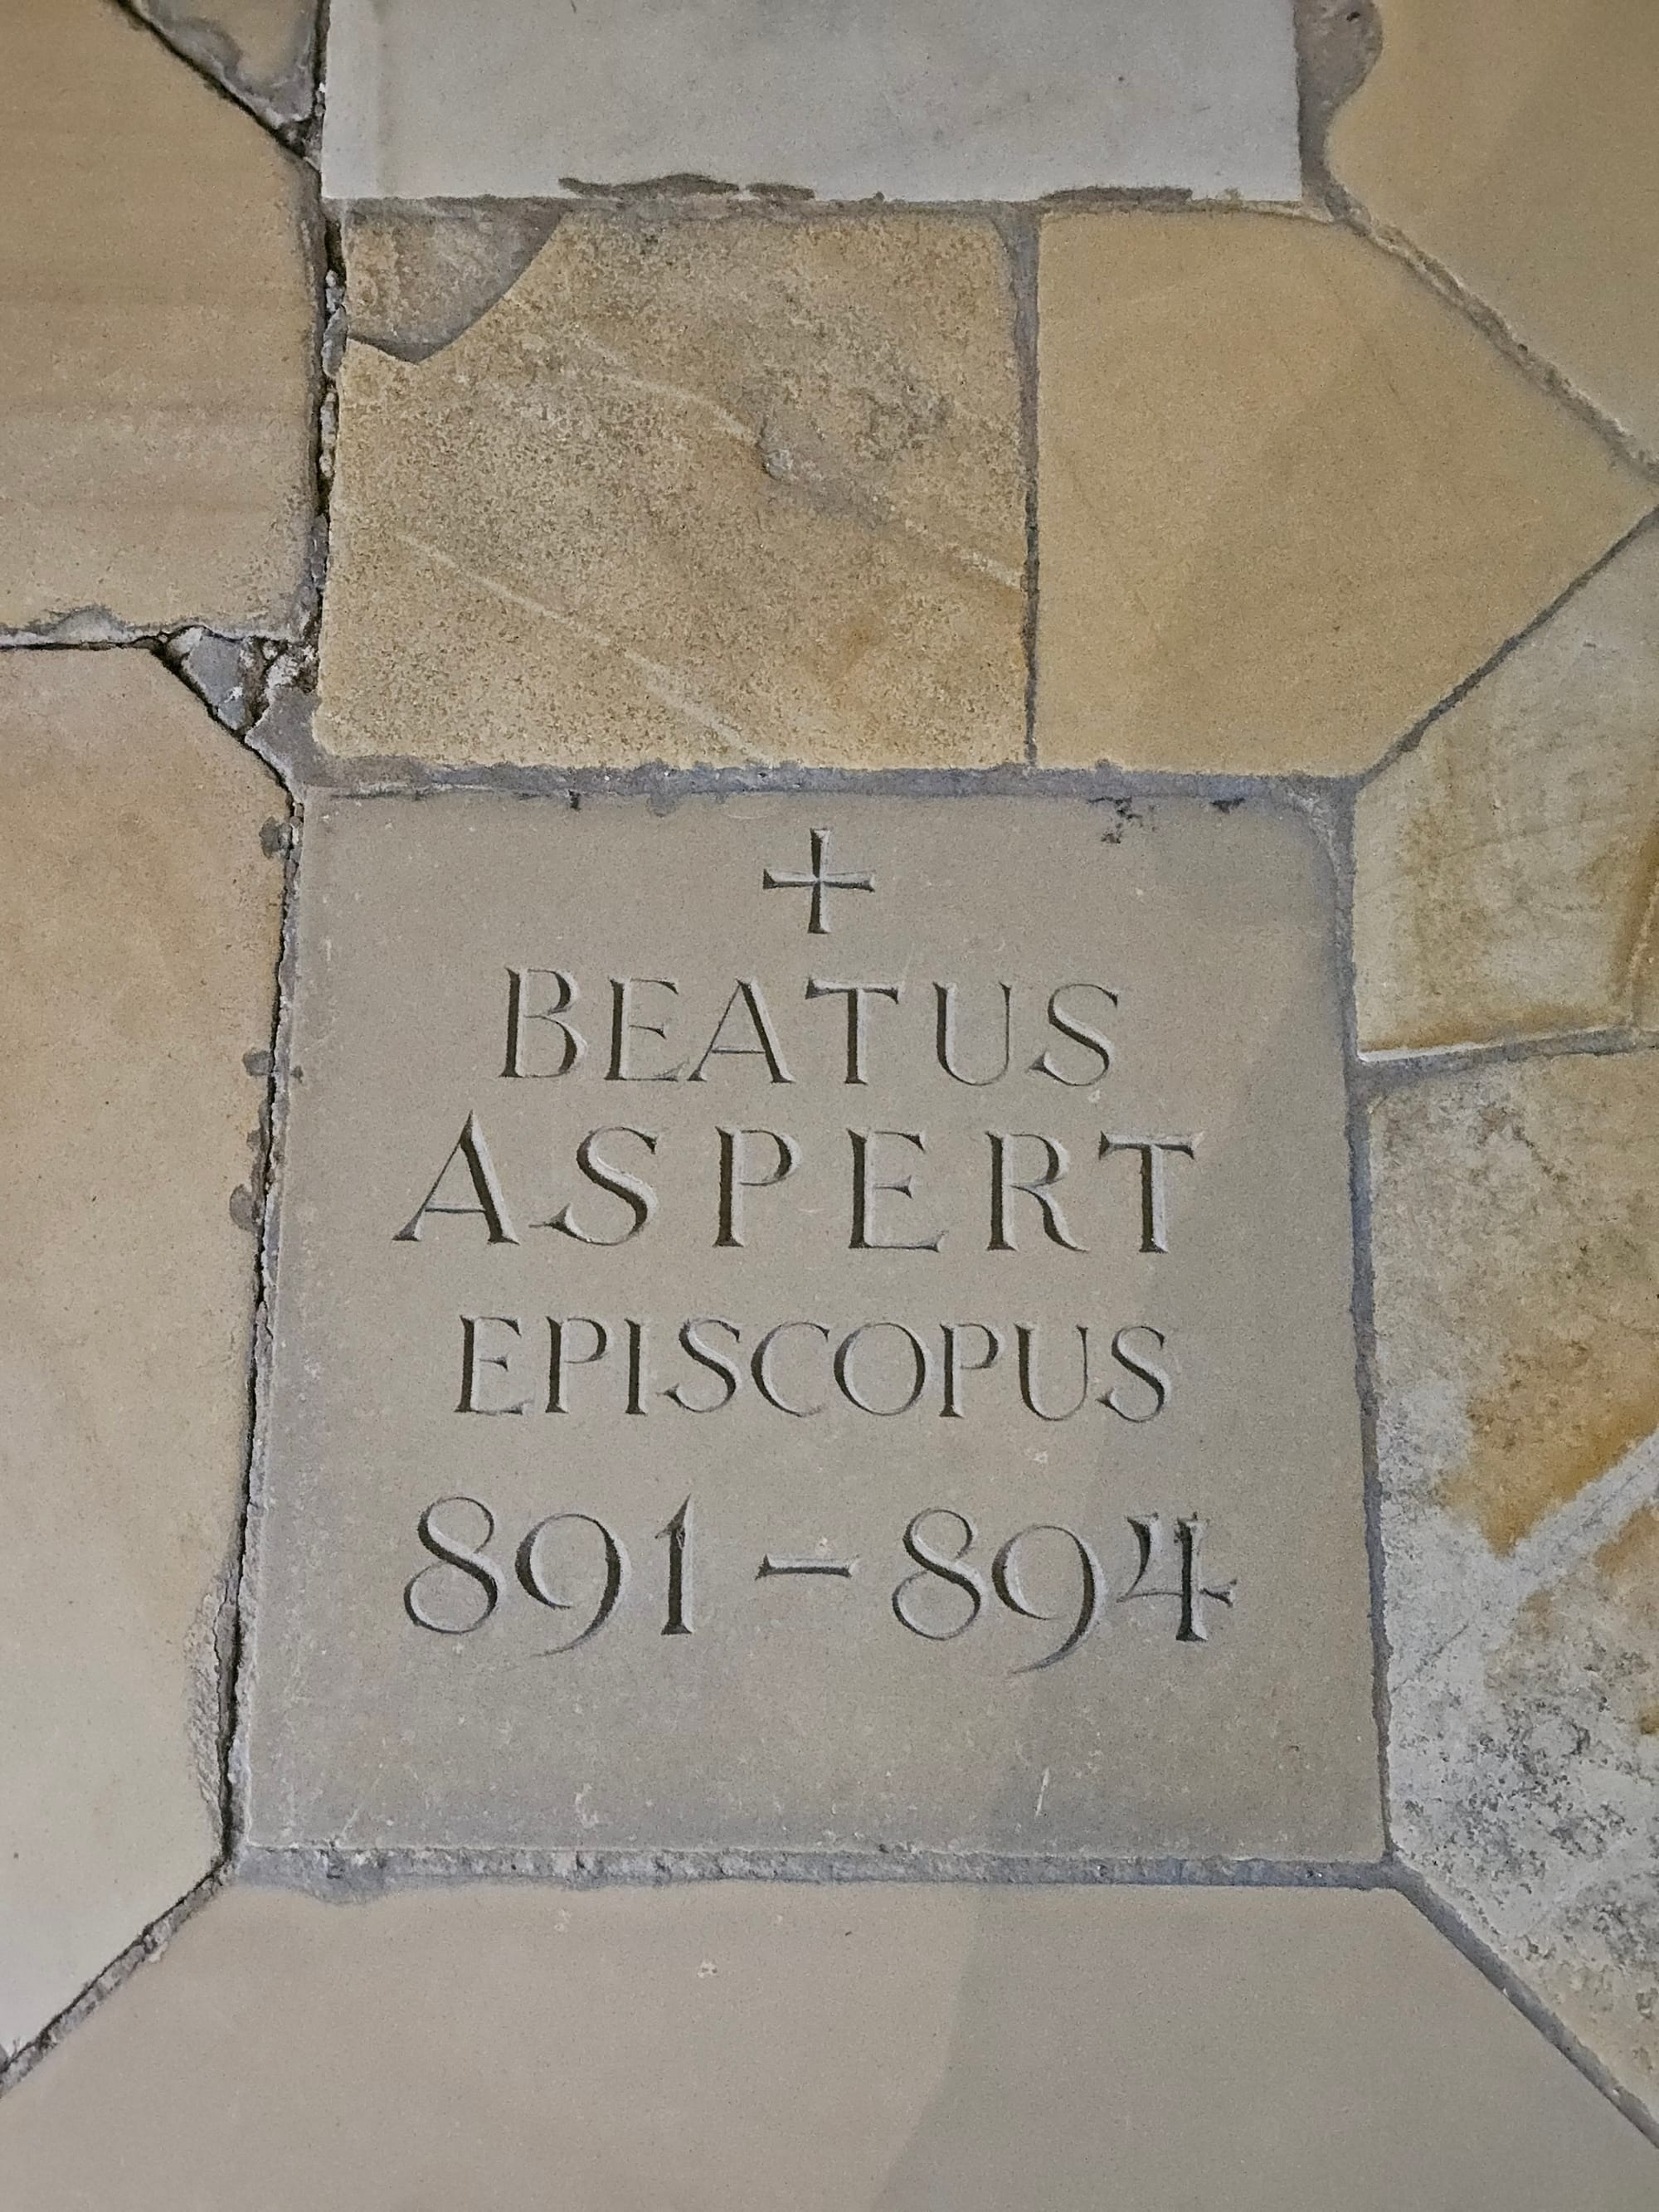 +
BEATUS
ASPERT
EPISCOPUS
891 – 894